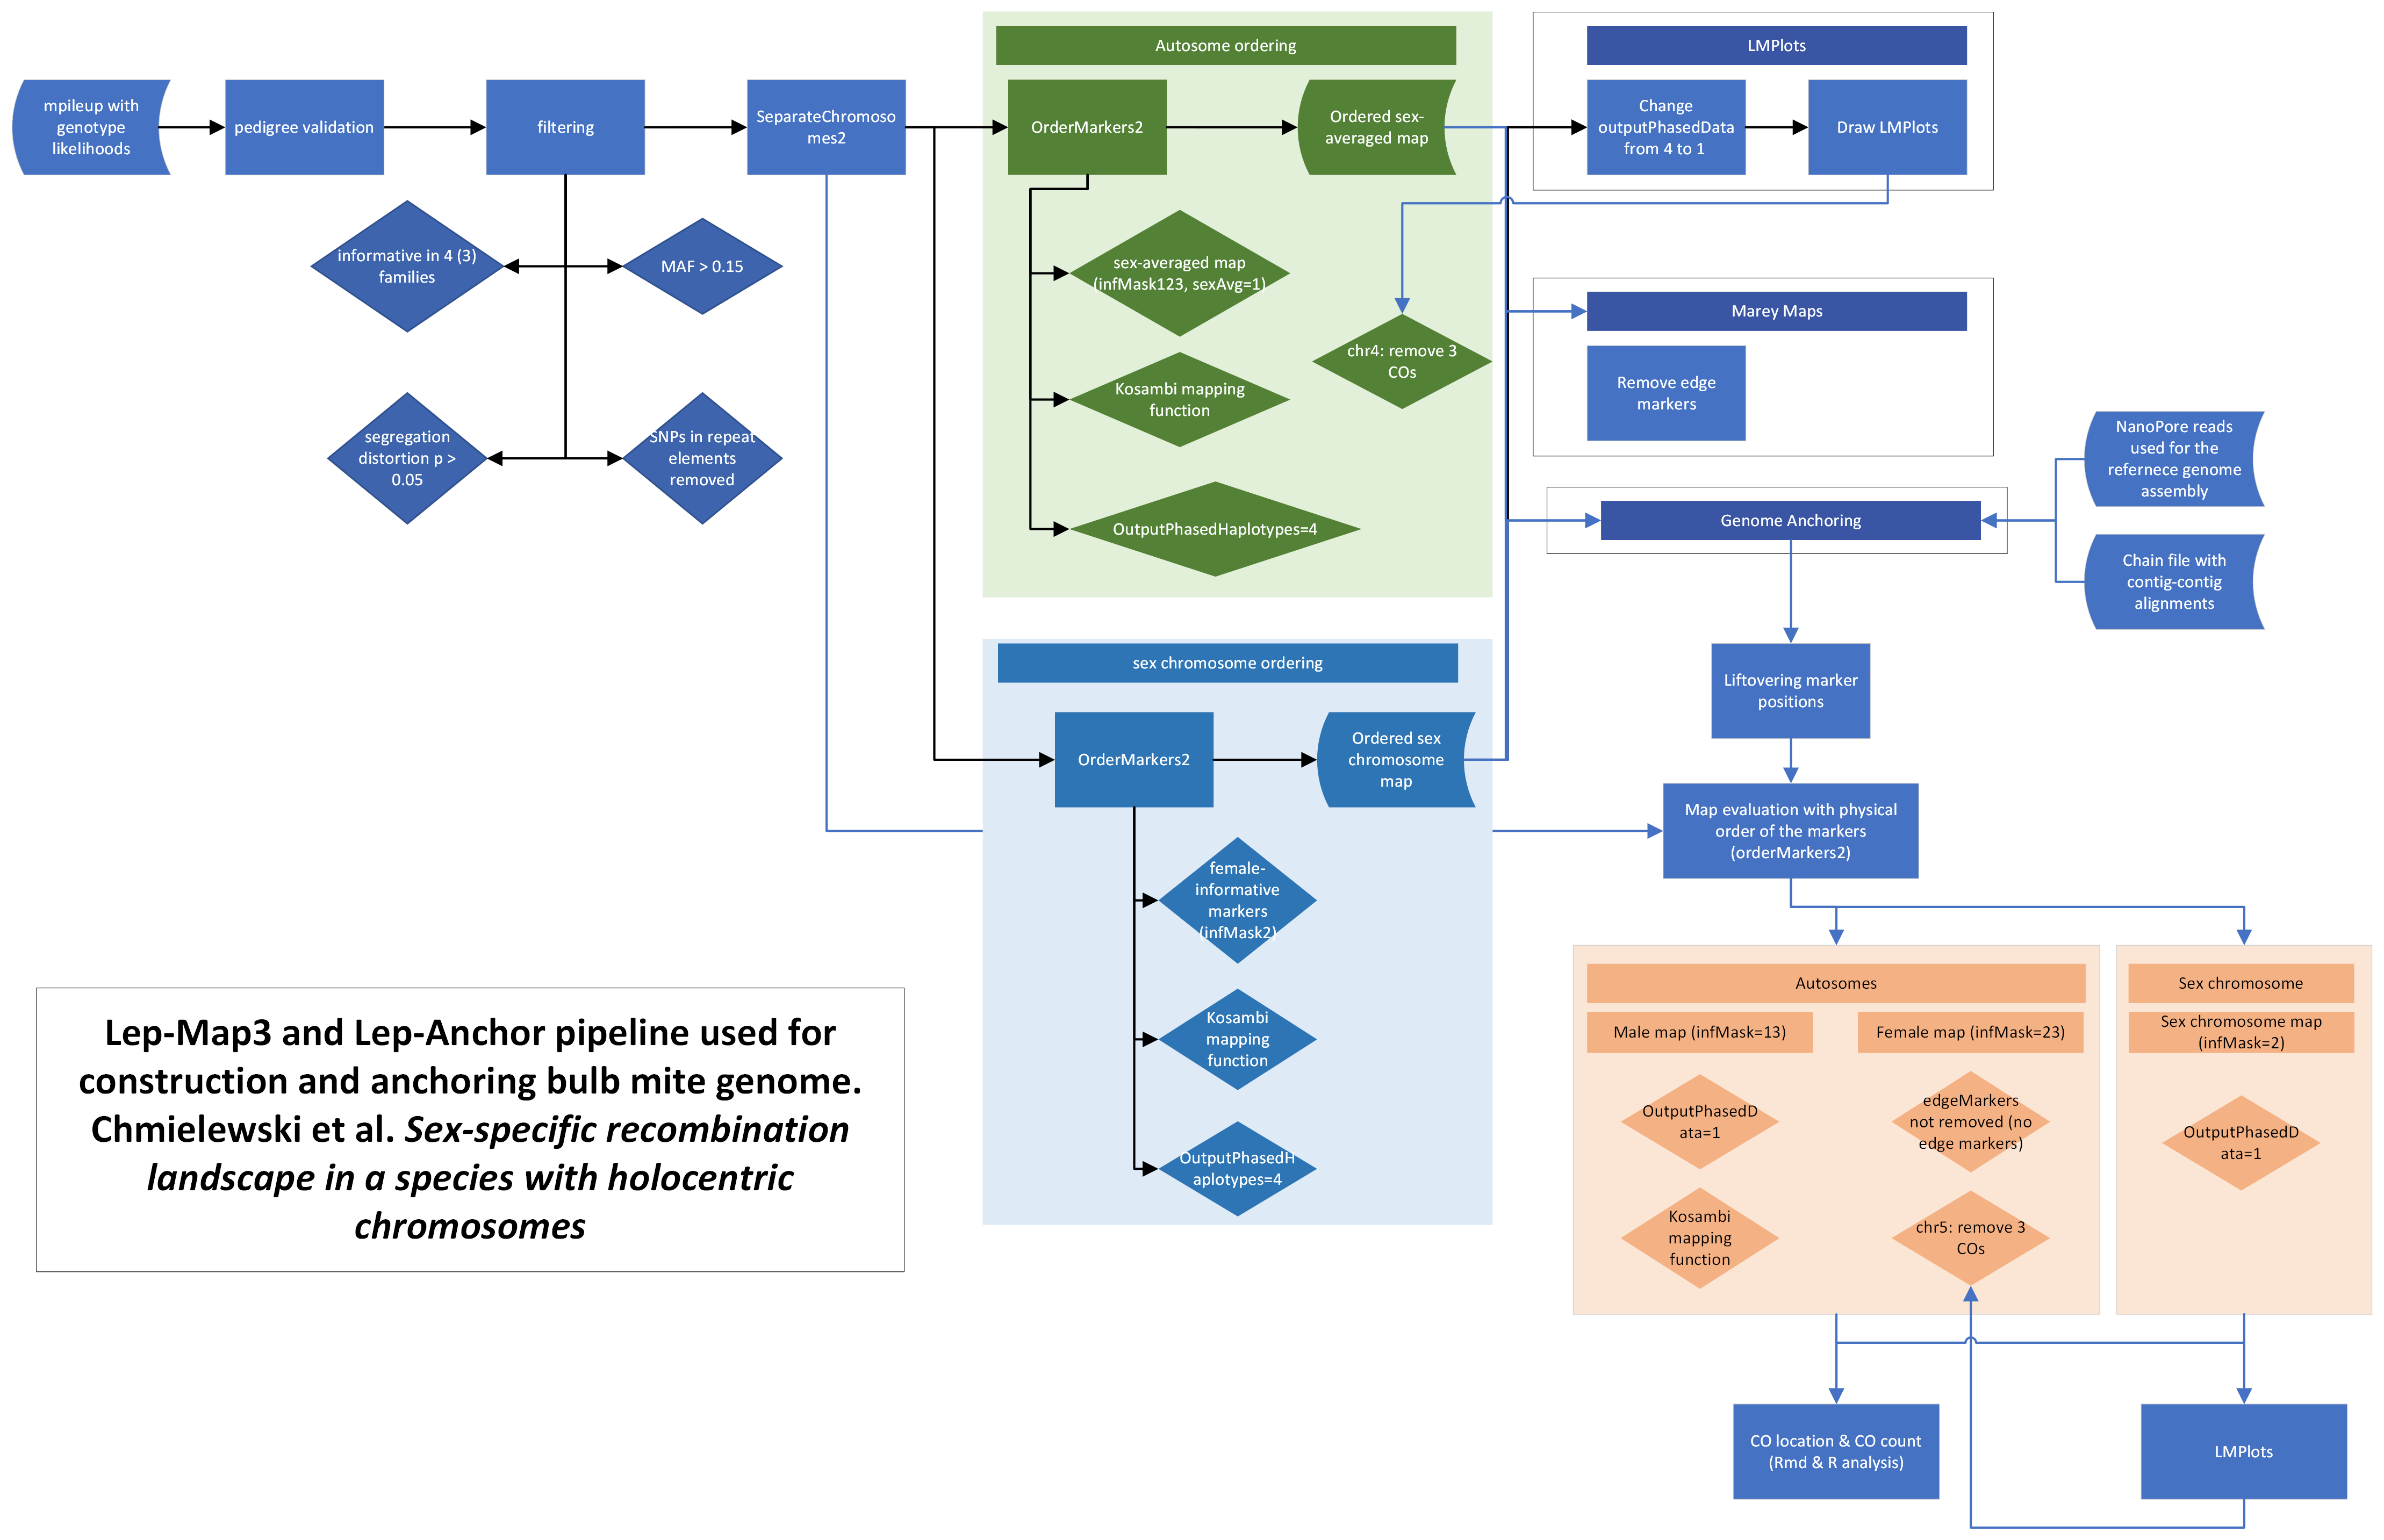 mpileup with
genotype
likelihoods
pedigree validation
filtering
SeparateChromoso
mes2
informative in 4 (3)
families
MAF > 0.15
segregation
distortion p >
0.05
SNPs in repeat
elements
removed
Autosome ordering
OrderMarkers2
Ordered sex-
averaged map
sex-averaged map
(infMask123, sexAvg=1)
Kosambi mapping
function
OutputPhasedHaplotypes=4
chr4: remove 3
COs
LMPlots
Change
outputPhasedData
from 4 to 1
Draw LMPlots
Marey Maps
Remove edge
markers
Genome Anchoring
NanoPore reads
used for the
refernece genome
assembly
Chain file with
contig-contig
alignments
Liftovering marker
positions
Map evaluation with physical
order of the markers
(orderMarkers2)
sex chromosome ordering
OrderMarkers2
Ordered sex
chromosome
map
female-
informative
markers
(infMask2)
Kosambi
mapping
function
OutputPhasedH
aplotypes=4
Autosomes
Male map (infMask=13)
Female map (infMask=23)
OutputPhasedD
ata=1
edgeMarkers
not removed (no
edge markers)
Kosambi
mapping
function
chr5: remove 3
COs
Sex chromosome
Sex chromosome map
(infMask=2)
OutputPhasedD
ata=1
CO location & CO count
(Rmd & R analysis)
LMPlots
Lep-Map3 and Lep-Anchor pipeline used for
construction and anchoring bulb mite genome.
Chmielewski et al. Sex-specific recombination
landscape in a species with holocentric
chromosomes